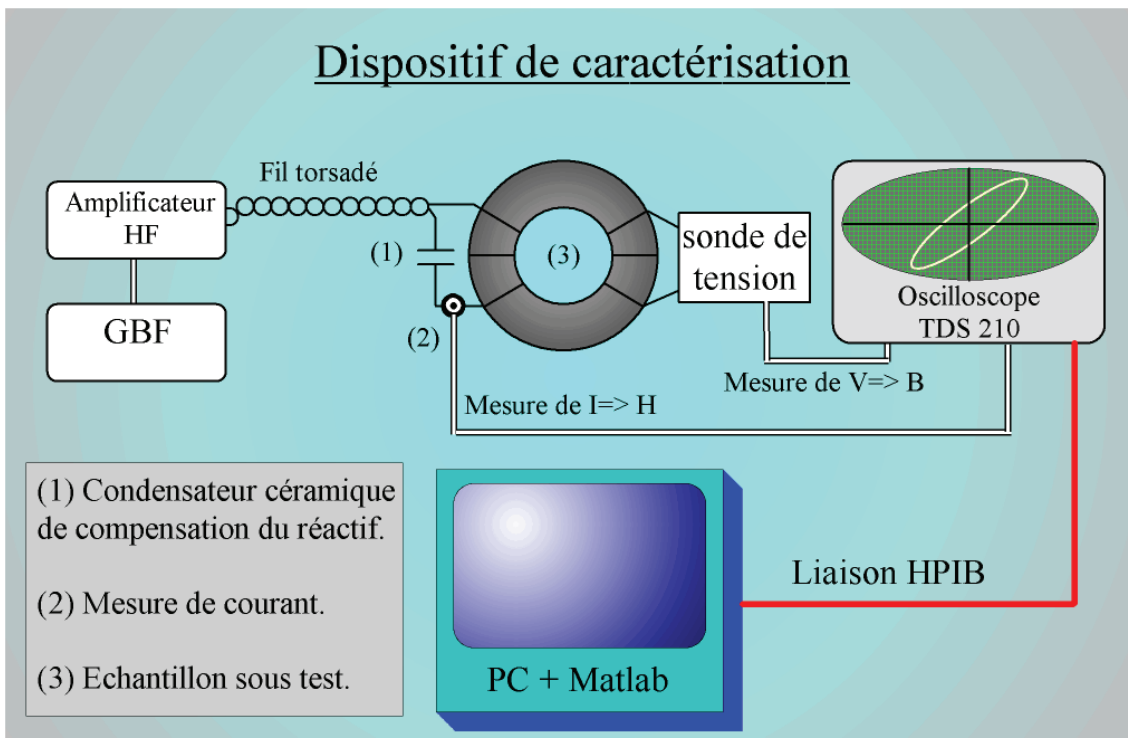 Dispositif de caractérisation
Fil torsadé
Amplificateur
HF
GBF
(1)
(2)
(3)
sonde de
tension
Oscilloscope
TDS 210
Mesure de V=> B
Mesure de I=> H
(1) Condensateur céramique
de compensation du réactif.
(2) Mesure de courant.
(3) Echantillon sous test.
PC + Matlab
Liaison HPIB